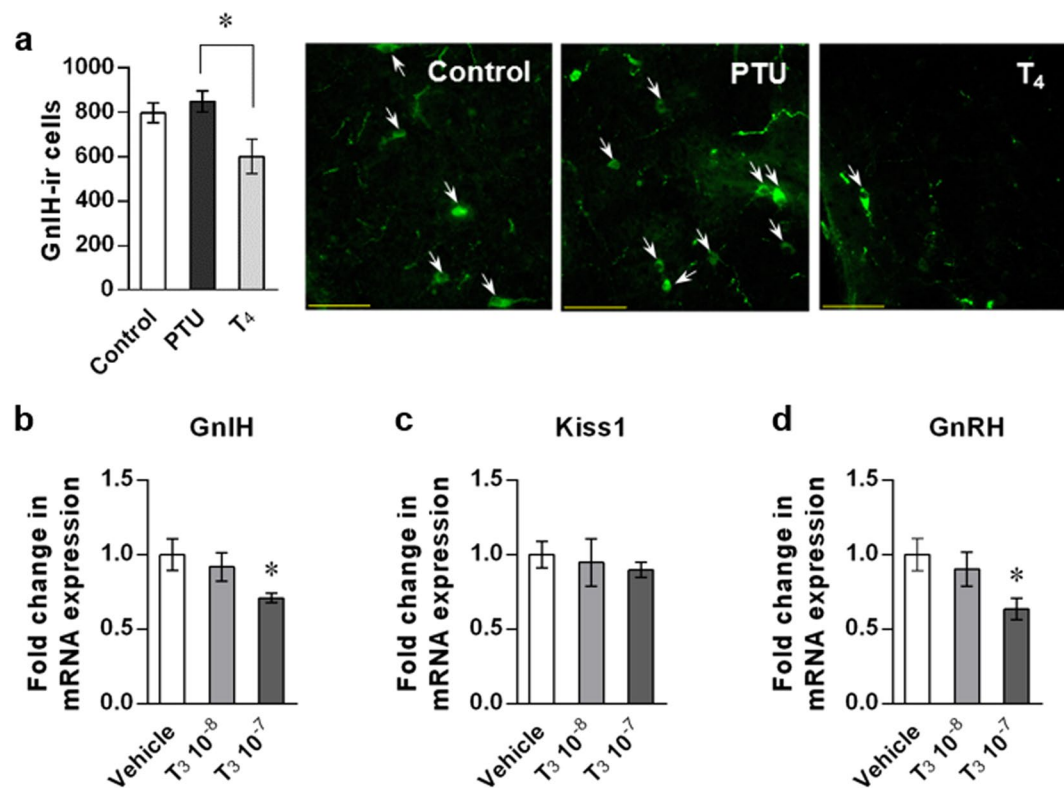 a
*
GnIH-ir cells
1000
800
600
400
200
0
Control
PTU
T₄
Control
PTU
T₄
b
GnIH
Fold change in
mRNA expression
1.5
1.0
0.5
0.0
*
Vehicle
T₃ 10⁻⁸
T₃ 10⁻⁷
c
Kiss1
Fold change in
mRNA expression
1.5
1.0
0.5
0.0
Vehicle
T₃ 10⁻⁸
T₃ 10⁻⁷
d
GnRH
Fold change in
mRNA expression
1.5
1.0
0.5
0.0
*
Vehicle
T₃ 10⁻⁸
T₃ 10⁻⁷